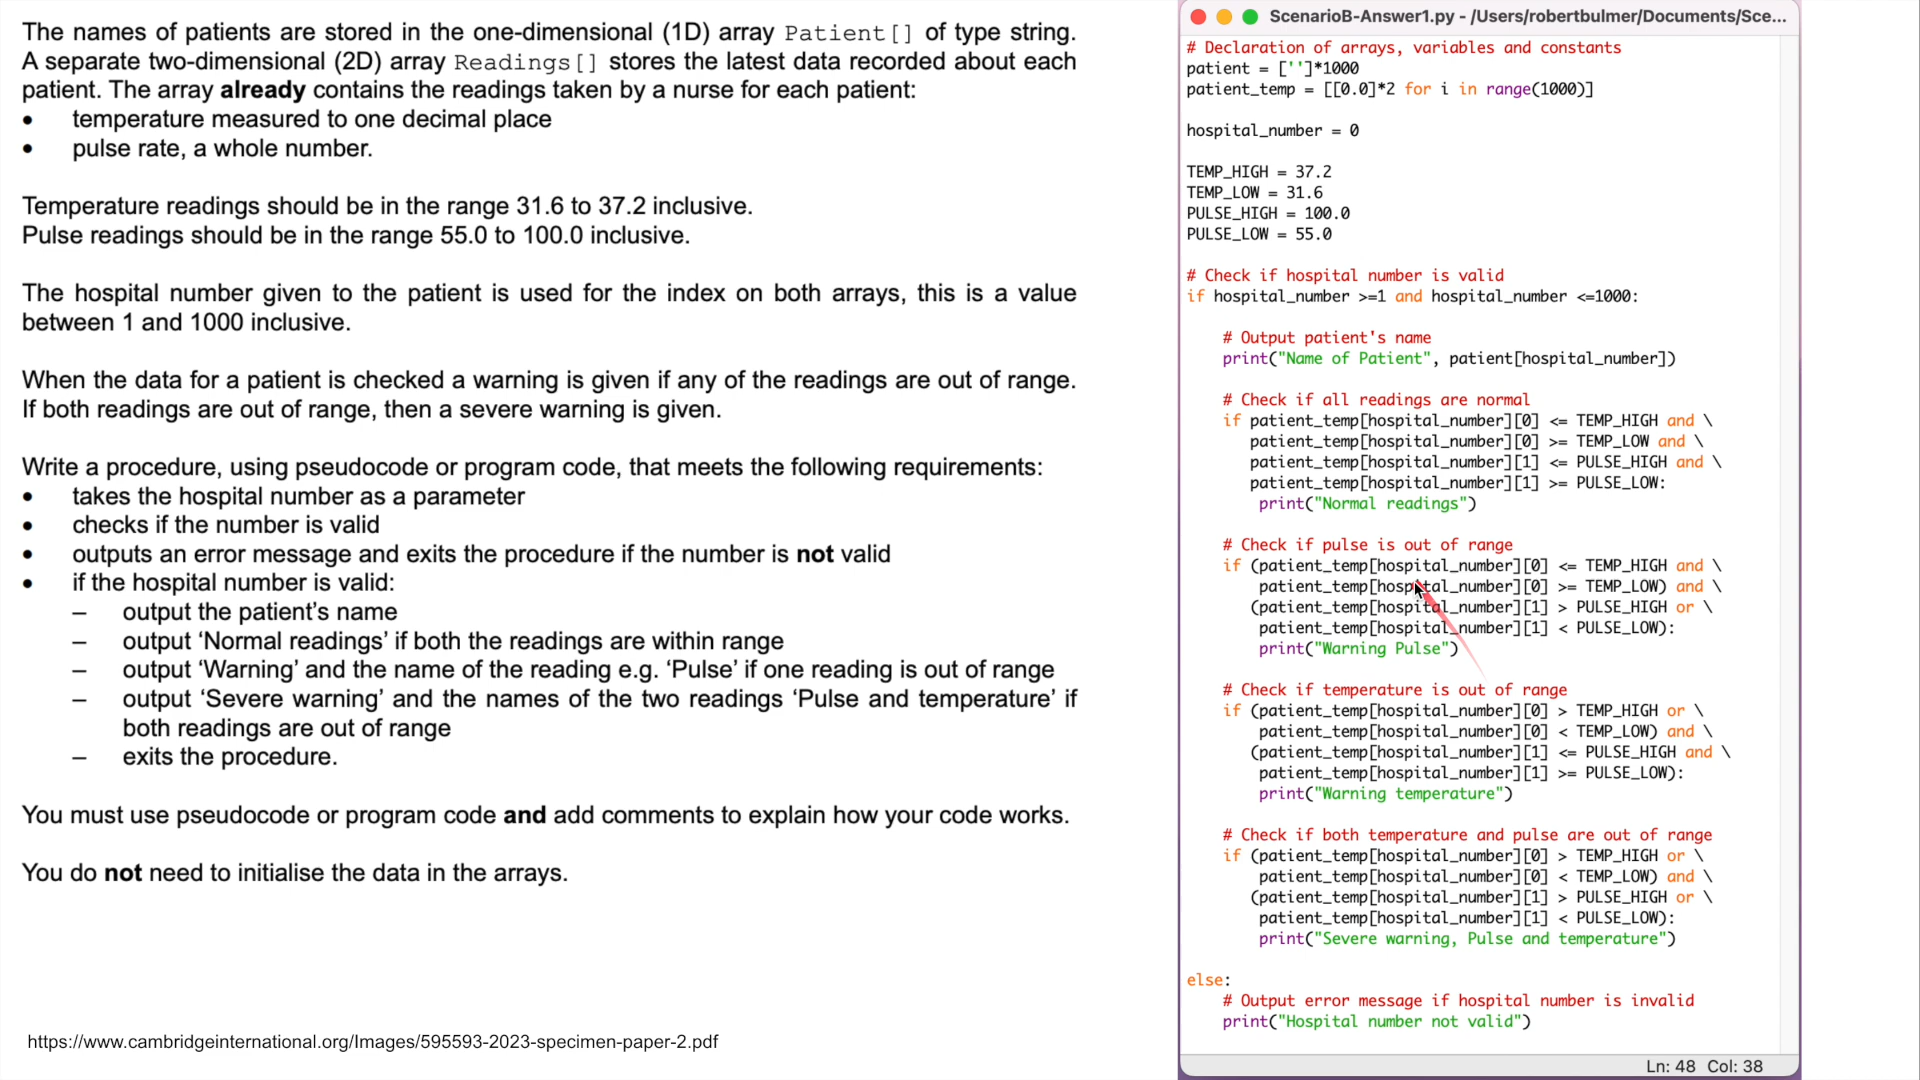 The names of patients are stored in the one-dimensional (1D) array Patient[] of type string.
A separate two-dimensional (2D) array Readings[] stores the latest data recorded about each
patient. The array already contains the readings taken by a nurse for each patient:
• temperature measured to one decimal place
• pulse rate, a whole number.
Temperature readings should be in the range 31.6 to 37.2 inclusive.
Pulse readings should be in the range 55.0 to 100.0 inclusive.
The hospital number given to the patient is used for the index on both arrays, this is a value
between 1 and 1000 inclusive.
When the data for a patient is checked a warning is given if any of the readings are out of range.
If both readings are out of range, then a severe warning is given.
Write a procedure, using pseudocode or program code, that meets the following requirements:
• takes the hospital number as a parameter
• checks if the number is valid
• outputs an error message and exits the procedure if the number is not valid
• if the hospital number is valid:
– output the patient’s name
– output ‘Normal readings’ if both the readings are within range
– output ‘Warning’ and the name of the reading e.g. ‘Pulse’ if one reading is out of range
– output ‘Severe warning’ and the names of the two readings ‘Pulse and temperature’ if
both readings are out of range
– exits the procedure.
You must use pseudocode or program code and add comments to explain how your code works.
You do not need to initialise the data in the arrays.
https://www.cambridgeinternational.org/Images/595593-2023-specimen-paper-2.pdf
ScenarioB-Answer1.py - /Users/robertbulmer/Documents/Sce...
# Declaration of arrays, variables and constants
patient = ['']*1000
patient_temp = [[0.0]*2 for i in range(1000)]
hospital_number = 0
TEMP_HIGH = 37.2
TEMP_LOW = 31.6
PULSE_HIGH = 100.0
PULSE_LOW = 55.0
# Check if hospital number is valid
if hospital_number >=1 and hospital_number <=1000:
# Output patient's name
print("Name of Patient", patient[hospital_number])
# Check if all readings are normal
if patient_temp[hospital_number][0] <= TEMP_HIGH and \
patient_temp[hospital_number][0] >= TEMP_LOW and \
patient_temp[hospital_number][1] <= PULSE_HIGH and \
patient_temp[hospital_number][1] >= PULSE_LOW:
print("Normal readings")
# Check if pulse is out of range
if (patient_temp[hospital_number][0] <= TEMP_HIGH and \
patient_temp[hospital_number][0] >= TEMP_LOW) and \
(patient_temp[hospital_number][1] > PULSE_HIGH or \
patient_temp[hospital_number][1] < PULSE_LOW):
print("Warning Pulse")
# Check if temperature is out of range
if (patient_temp[hospital_number][0] > TEMP_HIGH or \
patient_temp[hospital_number][0] < TEMP_LOW) and \
(patient_temp[hospital_number][1] <= PULSE_HIGH and \
patient_temp[hospital_number][1] >= PULSE_LOW):
print("Warning temperature")
# Check if both temperature and pulse are out of range
if (patient_temp[hospital_number][0] > TEMP_HIGH or \
patient_temp[hospital_number][0] < TEMP_LOW) and \
(patient_temp[hospital_number][1] > PULSE_HIGH or \
patient_temp[hospital_number][1] < PULSE_LOW):
print("Severe warning, Pulse and temperature")
else:
# Output error message if hospital number is invalid
print("Hospital number not valid")
Ln: 48 Col: 38